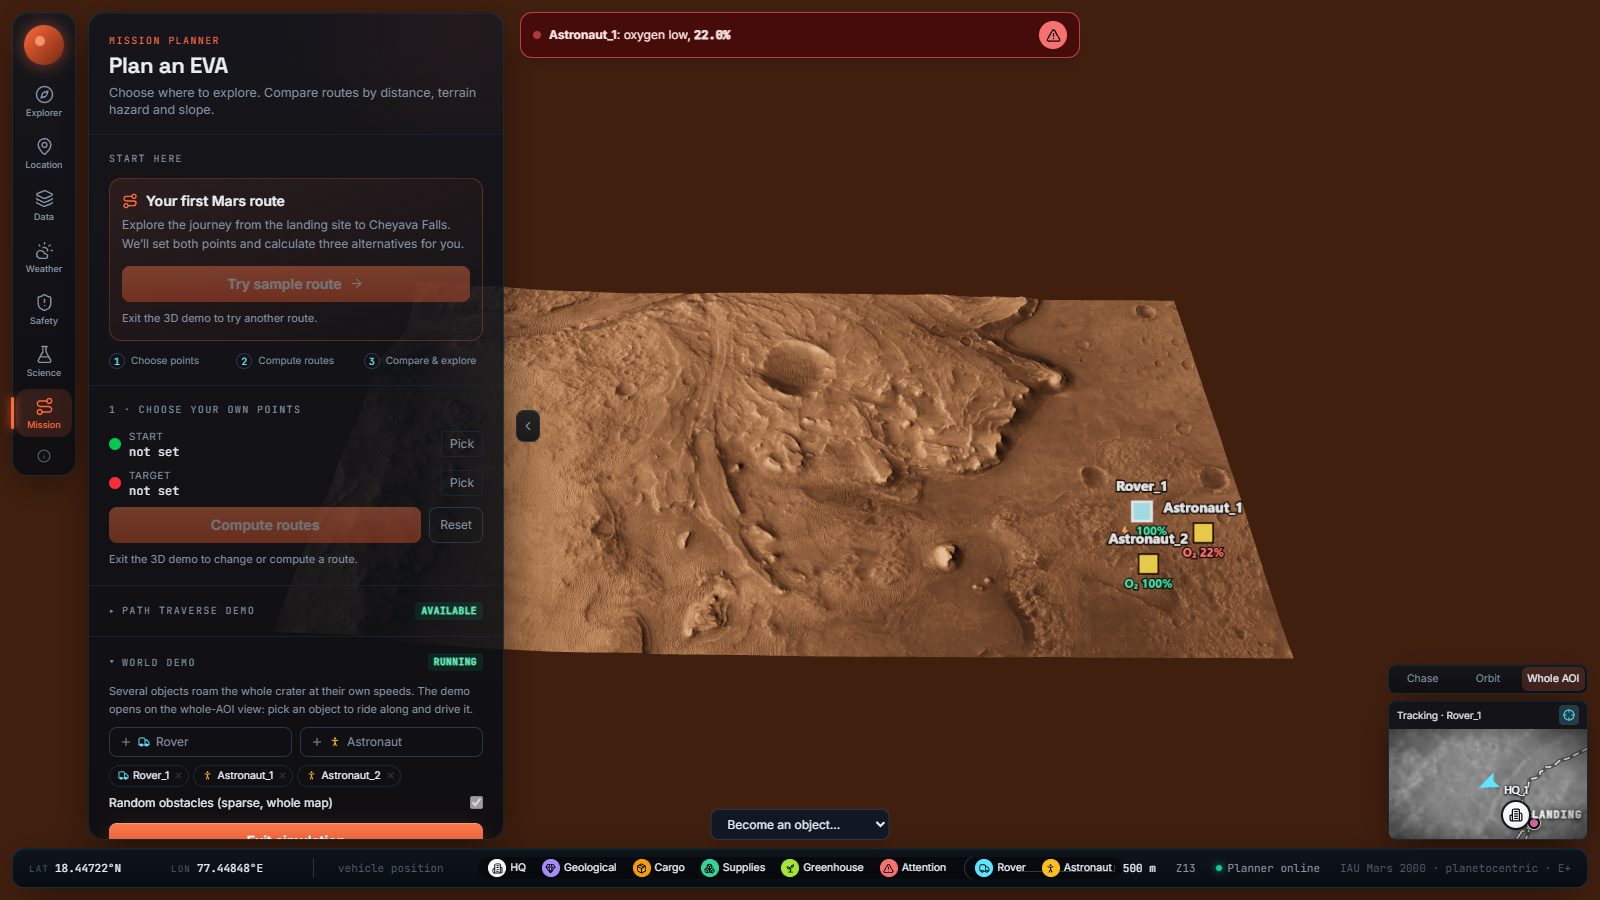 Explorer
Location
Data
Weather
Safety
Science
Mission
MISSION PLANNER
Plan an EVA
Choose where to explore. Compare routes by distance, terrain
hazard and slope.
START HERE
Your first Mars route
Explore the journey from the landing site to Cheyava Falls.
We'll set both points and calculate three alternatives for you.
Try sample route →
Exit the 3D demo to try another route.
1 Choose points
2 Compute routes
3 Compare & explore
1 · CHOOSE YOUR OWN POINTS
START
not set
Pick
TARGET
not set
Pick
Compute routes
Reset
Exit the 3D demo to change or compute a route.
PATH TRAVERSE DEMO
AVAILABLE
WORLD DEMO
RUNNING
Several objects roam the whole crater at their own speeds. The demo
opens on the whole-AOI view: pick an object to ride along and drive it.
+ Rover
+ Astronaut
Rover_1 ×
Astronaut_1 ×
Astronaut_2 ×
Random obstacles (sparse, whole map)
Exit simulation
Astronaut_1: oxygen low, 22.0%
Rover_1
100%
Astronaut_1
O₂ 22%
Astronaut_2
O₂ 100%
Chase
Orbit
Whole AOI
Tracking · Rover_1
HQ_1
LANDING
Become an object...
LAT 18.44722°N
LON 77.44848°E
vehicle position
HQ
Geological
Cargo
Supplies
Greenhouse
Attention
Rover
Astronaut
500 m
Z13
Planner online
IAU Mars 2000 · planetocentric · E+